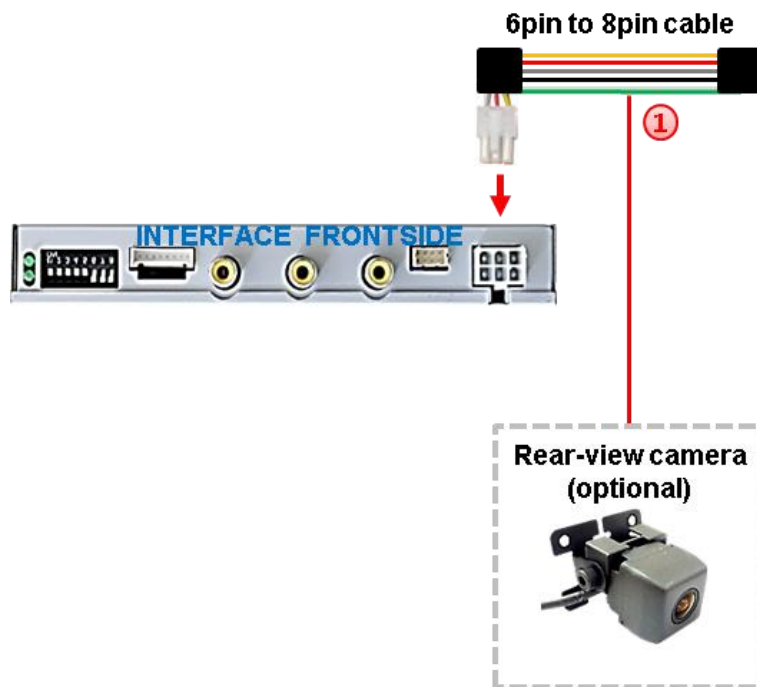 6pin to 8pin cable
1
INTERFACE FRONTSIDE
Rear-view camera
(optional)